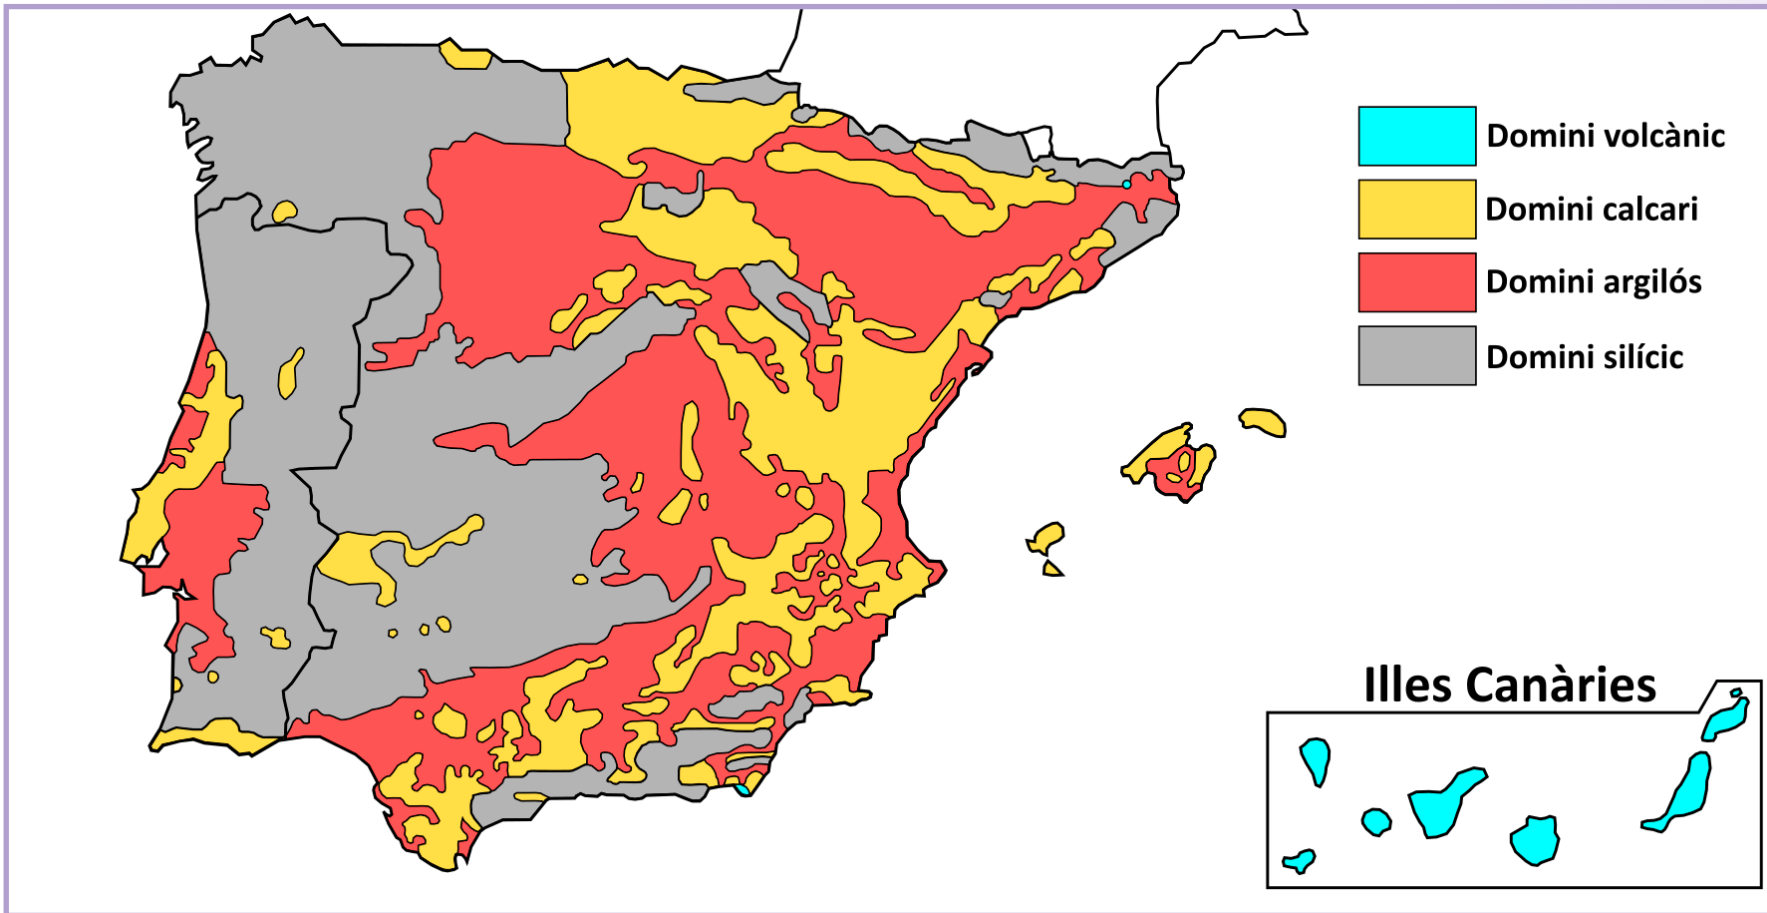 Domini volcànic
Domini calcari
Domini argilós
Domini silícic
Illes Canàries